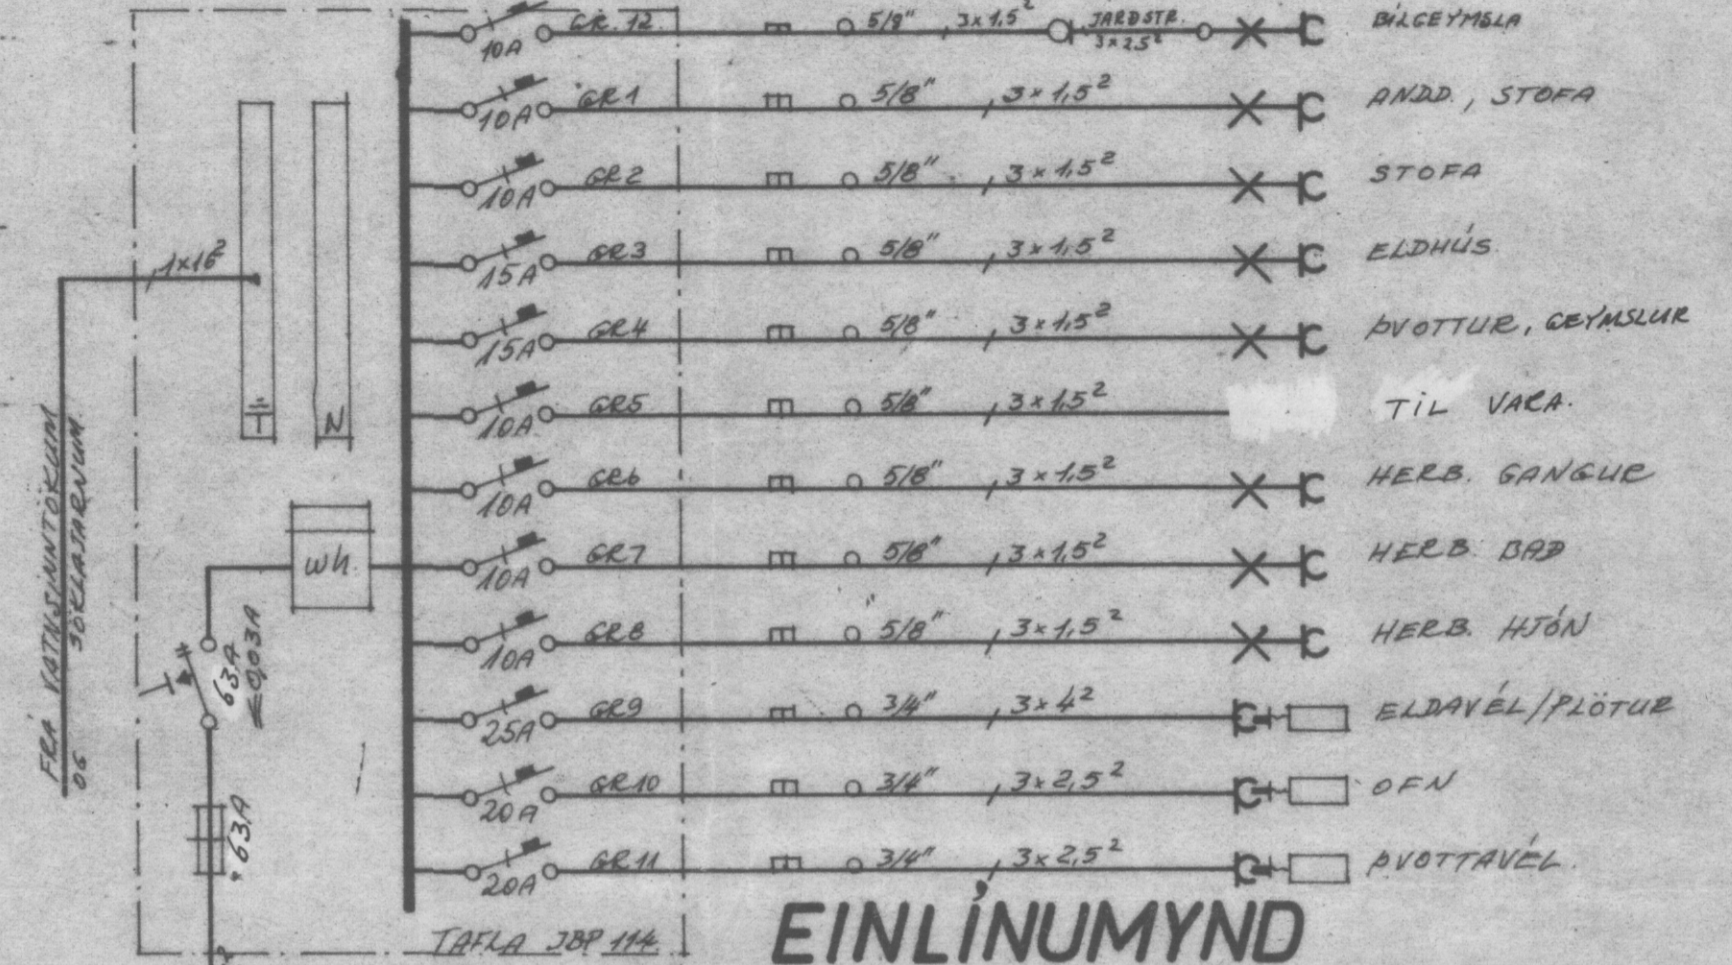 10A GR. 12. 5/8" 3x1.5² JARÐSTR. 3x2.5² BÍLGEYMSLA
10A GR1 5/8" 3x1,5² ANDD., STOFA
10A GR2 5/8" 3x1,5² STOFA
15A GR3 5/8" 3x1,5² ELDHÚS
15A GR4 5/8" 3x1,5² ÞVOTTUR, GEYMSLUR
10A GR5 5/8" 3x1,5² TIL VARA.
10A GR6 5/8" 3x1,5² HERB. GANGUR
10A GR7 5/8" 3x1,5² HERB. BAÐ
10A GR8 5/8" 3x1,5² HERB. HJÓN
25A GR9 3/4" 3x4² ELDAVÉL/PLÖTUR
20A GR10 3/4" 3x2,5² OFN
20A GR11 3/4" 3x2,5² ÞVOTTAVÉL.
1x16²
N
Wh.
63A
0,03A
63A
FRÁ VATNSINNTÖKUM
OG SÖKKLAJÁRNUM
TAFLA JBP 114.
EINLÍNUMYND